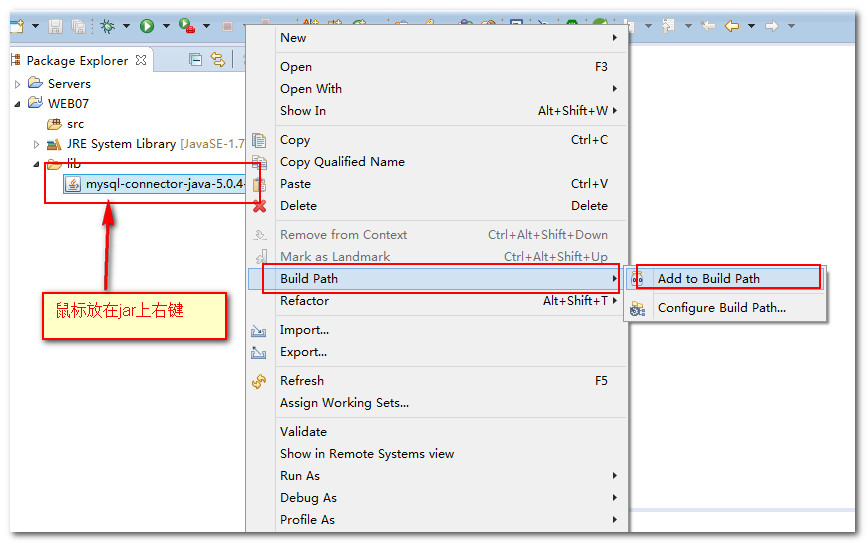 Package Explorer
Servers
WEB07
src
JRE System Library [JavaSE-1.7
lib
mysql-connector-java-5.0.4-
鼠标放在jar上右键
New
Open F3
Open With
Show In Alt+Shift+W
Copy Ctrl+C
Copy Qualified Name
Paste Ctrl+V
Delete Delete
Remove from Context Ctrl+Alt+Shift+Down
Mark as Landmark Ctrl+Alt+Shift+Up
Build Path
Refactor Alt+Shift+T
Import...
Export...
Refresh F5
Assign Working Sets...
Validate
Show in Remote Systems view
Run As
Debug As
Profile As
Add to Build Path
Configure Build Path...